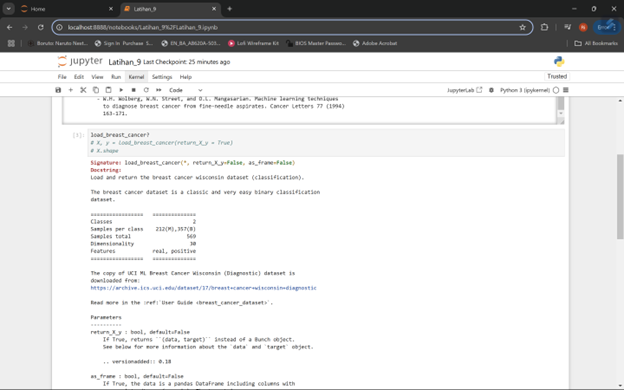 Home
Latihan_9
localhost:8888/notebooks/Latihan_9%2FLatihan_9.ipynb
Boruto: Naruto Next...
Sign In Purchase S...
EN_BA_AB620A-S03...
Lofi Wireframe Kit
BIOS Master Passwo...
Adobe Acrobat
All Bookmarks
jupyter Latihan_9 Last Checkpoint: 25 minutes ago
File Edit View Run Kernel Settings Help
Trusted
Code
JupyterLab
Python 3 (ipykernel)
- W.H. Wolberg, W.N. Street, and O.L. Mangasarian. Machine learning techniques
to diagnose breast cancer from fine-needle aspirates. Cancer Letters 77 (1994)
163-171.
load_breast_cancer?
# X, y = load_breast_cancer(return_X_y = True)
# X.shape
Signature: load_breast_cancer(*, return_X_y=False, as_frame=False)
Docstring:
Load and return the breast cancer wisconsin dataset (classification).
The breast cancer dataset is a classic and very easy binary classification
dataset.
================= ==============
Classes 2
Samples per class 212(M),357(B)
Samples total 569
Dimensionality 30
Features real, positive
================= ==============
The copy of UCI ML Breast Cancer Wisconsin (Diagnostic) dataset is
downloaded from:
https://archive.ics.uci.edu/dataset/17/breast+cancer+wisconsin+diagnostic
Read more in the :ref:`User Guide <breast_cancer_dataset>`.
Parameters
----------
return_X_y : bool, default=False
If True, returns ``(data, target)`` instead of a Bunch object.
See below for more information about the `data` and `target` object.
.. versionadded:: 0.18
as_frame : bool, default=False
If True, the data is a pandas DataFrame including columns with